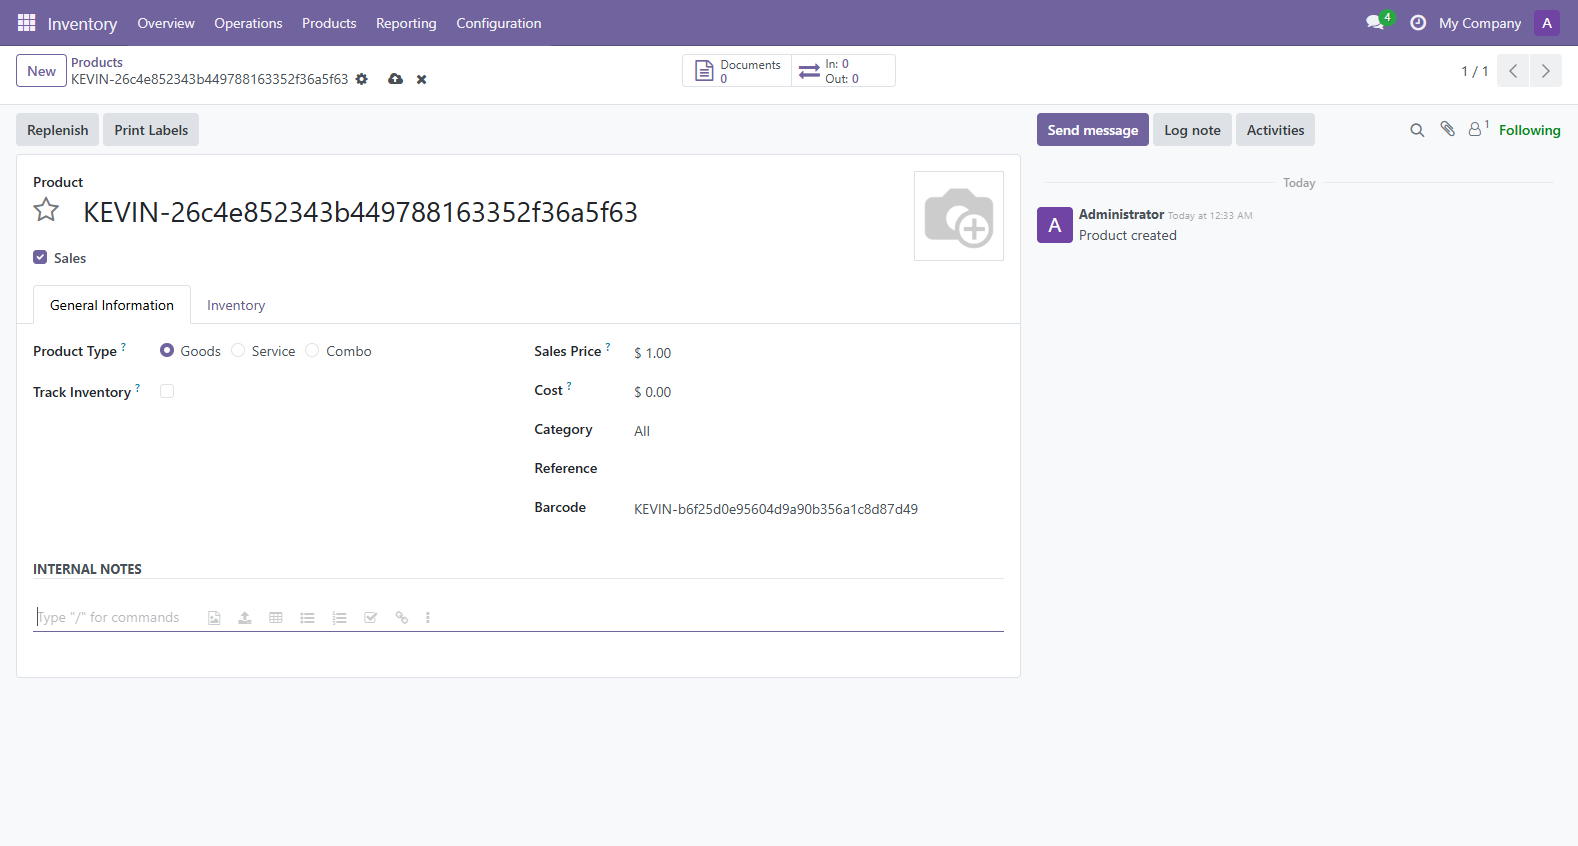 Inventory Overview Operations Products Reporting Configuration 4 My Company A
New Products
KEVIN-26c4e852343b449788163352f36a5f63
Documents 0
In: 0
Out: 0
1 / 1
Replenish Print Labels
Send message Log note Activities 1 Following
Product
KEVIN-26c4e852343b449788163352f36a5f63
Sales
General Information Inventory
Product Type ? Goods Service Combo
Track Inventory ?
Sales Price ? $ 1.00
Cost ? $ 0.00
Category All
Reference
Barcode KEVIN-b6f25d0e95604d9a90b356a1c8d87d49
INTERNAL NOTES
Type "/" for commands
Today
A Administrator Today at 12:33 AM
Product created